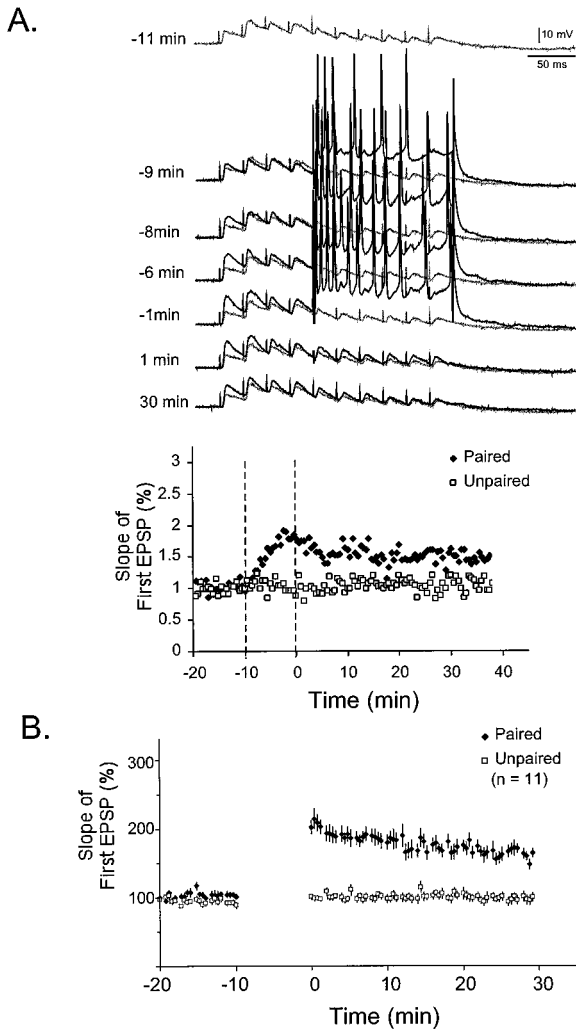 A.
-11 min
10 mV
50 ms
-9 min
-8min
-6 min
-1min
1 min
30 min
Slope of
First EPSP (%)
3
2.5
2
1.5
1
0.5
0
-20
-10
0
10
20
30
40
Time (min)
Paired
Unpaired
B.
Slope of
First EPSP (%)
300
200
100
-20
-10
0
10
20
30
Time (min)
Paired
Unpaired
(n = 11)